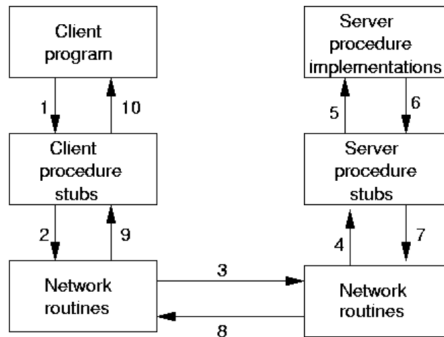 Client
program
Server
procedure
implementations
1
10
5
6
Client
procedure
stubs
Server
procedure
stubs
2
9
4
7
3
Network
routines
Network
routines
8